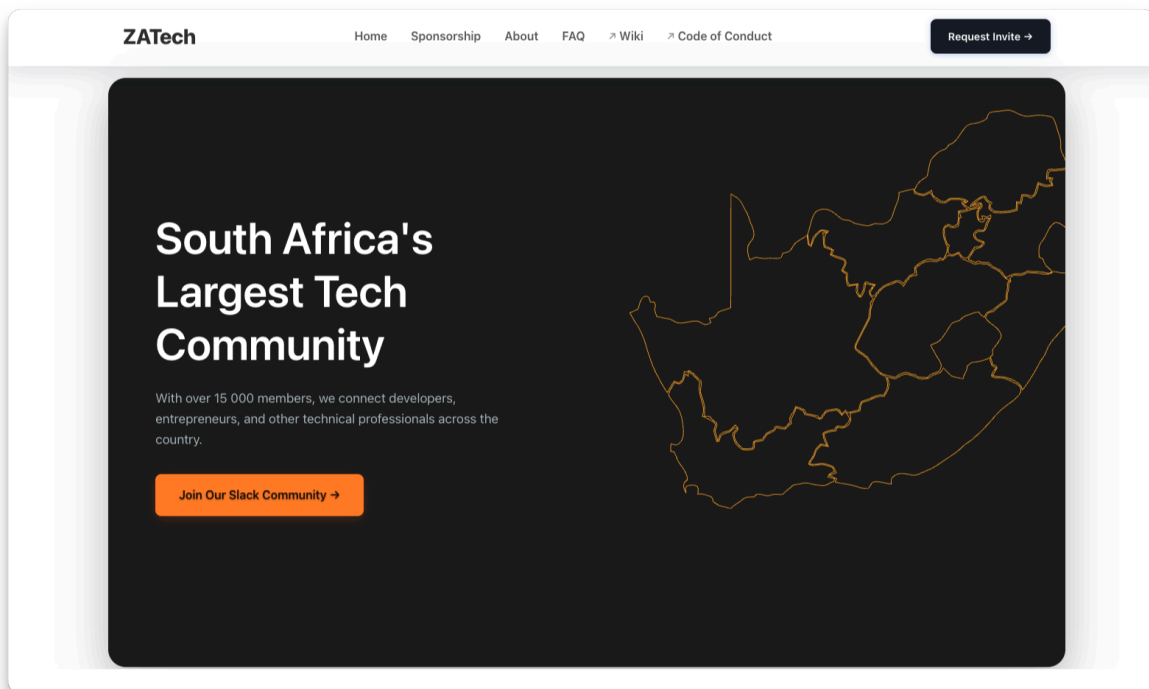 ZATech
Home
Sponsorship
About
FAQ
↗ Wiki
↗ Code of Conduct
Request Invite →
South Africa's
Largest Tech
Community
With over 15 000 members, we connect developers,
entrepreneurs, and other technical professionals across the
country.
Join Our Slack Community →